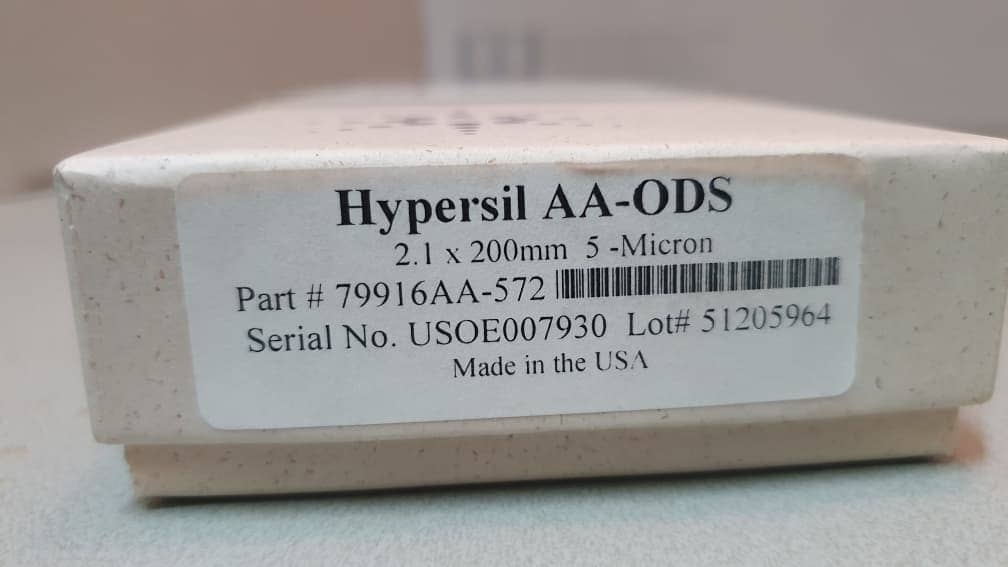 Hypersil AA-ODS
2.1 x 200mm 5 -Micron
Part # 79916AA-572
Serial No. USOE007930 Lot# 51205964
Made in the USA